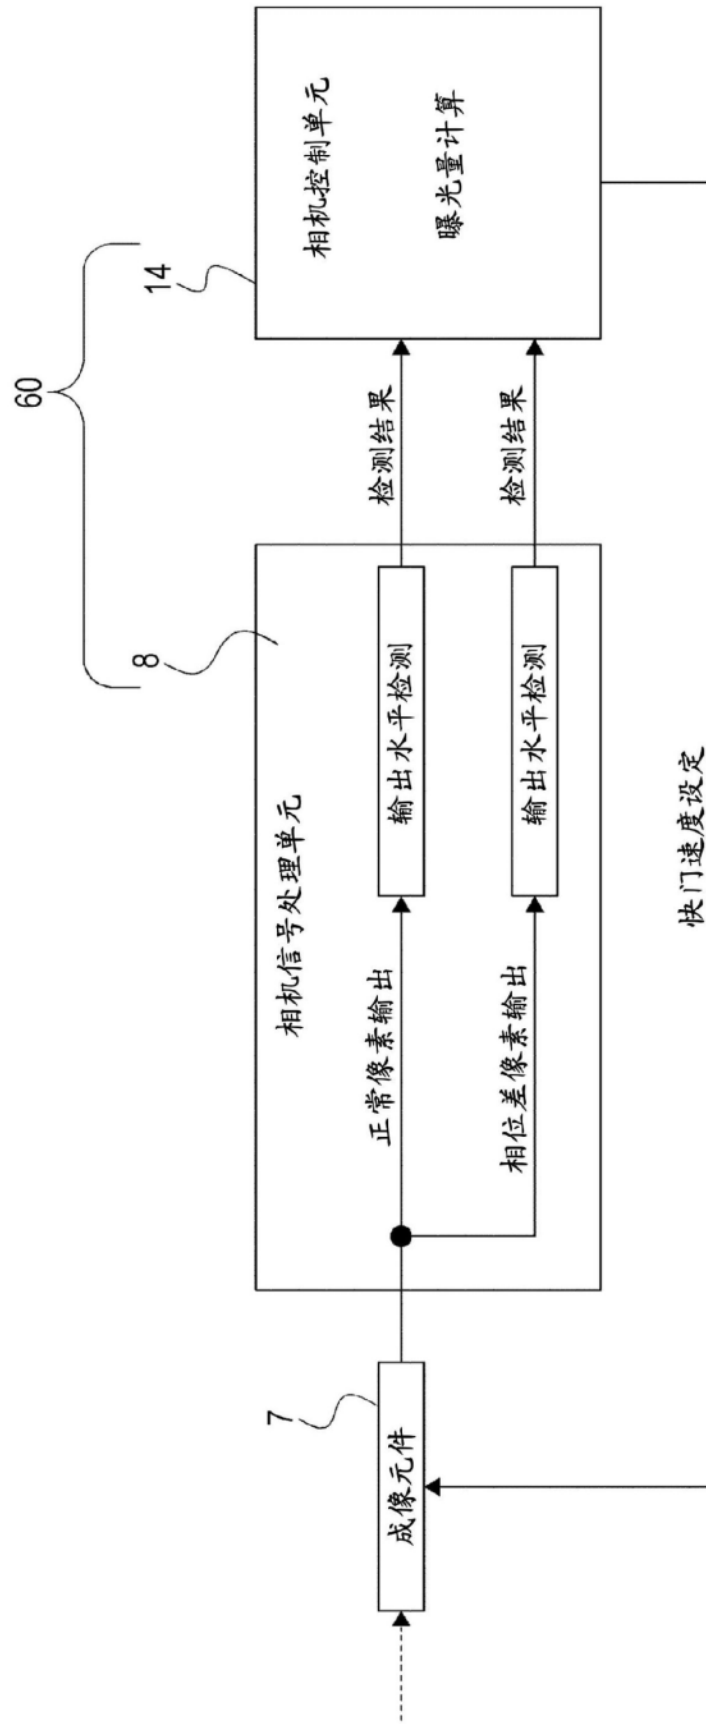 60
8
14
相机信号处理单元
相机控制单元
7
成像元件
正常像素输出
输出水平检测
检测结果
曝光量计算
相位差像素输出
输出水平检测
检测结果
快门速度设定